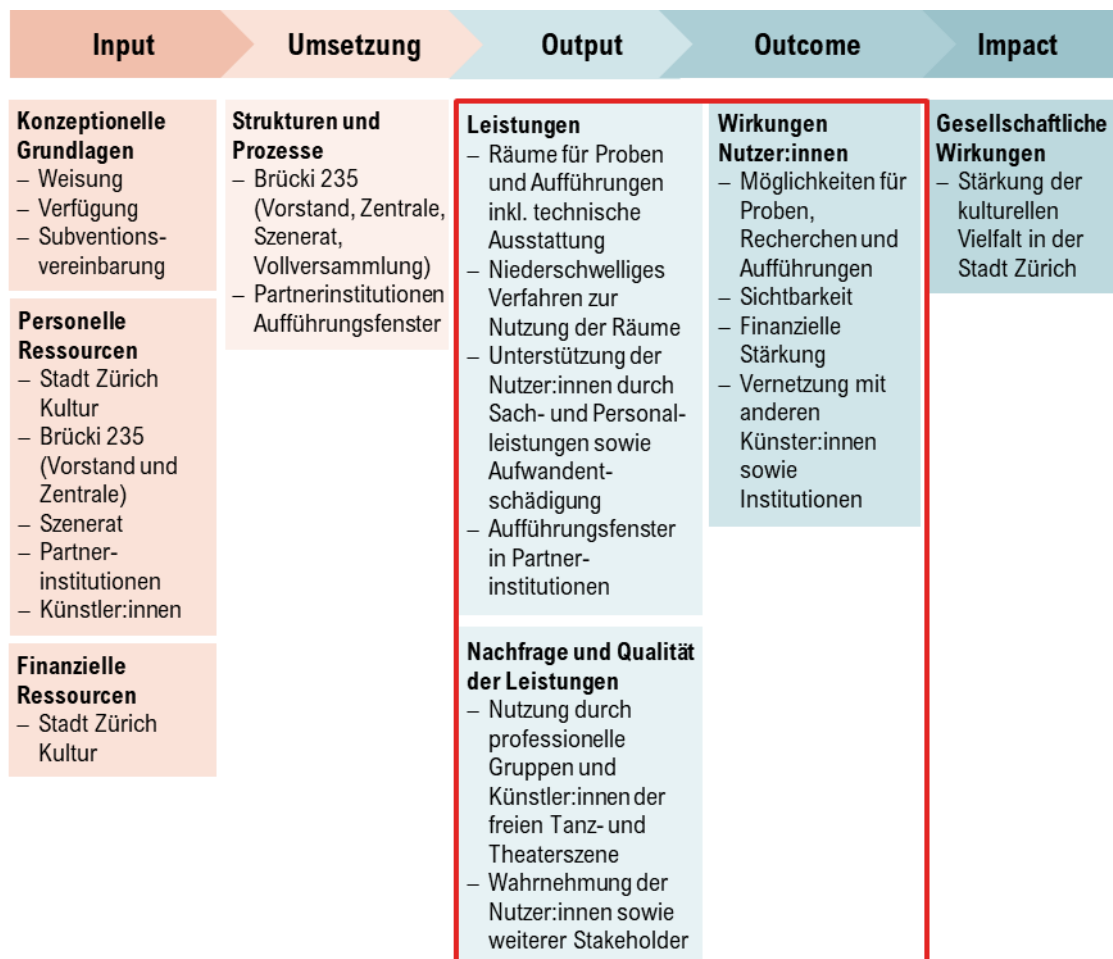 Input
Umsetzung
Output
Outcome
Impact
Konzeptionelle
Grundlagen
– Weisung
– Verfügung
– Subventions-
vereinbarung
Personelle
Ressourcen
– Stadt Zürich
Kultur
– Brücki 235
(Vorstand und
Zentrale)
– Szenerat
– Partner-
institutionen
– Künstler:innen
Finanzielle
Ressourcen
– Stadt Zürich
Kultur
Strukturen und
Prozesse
– Brücki 235
(Vorstand, Zentrale,
Szenerat,
Vollversammlung)
– Partnerinstitutionen
Aufführungsfenster
Leistungen
– Räume für Proben
und Aufführungen
inkl. technische
Ausstattung
– Niederschwelliges
Verfahren zur
Nutzung der Räume
– Unterstützung der
Nutzer:innen durch
Sach- und Personal-
leistungen sowie
Aufwandent-
schädigung
– Aufführungsfenster
in Partner-
institutionen
Nachfrage und Qualität
der Leistungen
– Nutzung durch
professionelle
Gruppen und
Künstler:innen der
freien Tanz- und
Theaterszene
– Wahrnehmung der
Nutzer:innen sowie
weiterer Stakeholder
Wirkungen
Nutzer:innen
– Möglichkeiten für
Proben,
Recherchen und
Aufführungen
– Sichtbarkeit
– Finanzielle
Stärkung
– Vernetzung mit
anderen
Künster:innen
sowie
Institutionen
Gesellschaftliche
Wirkungen
– Stärkung der
kulturellen
Vielfalt in der
Stadt Zürich